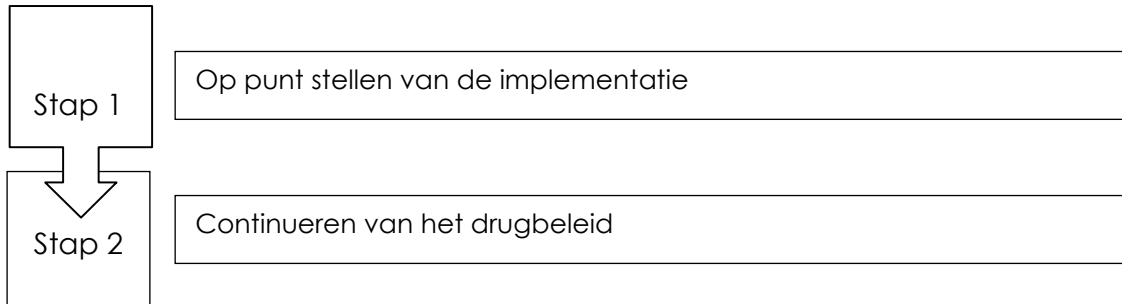 Stap 1
Op punt stellen van de implementatie
Stap 2
Continueren van het drugbeleid